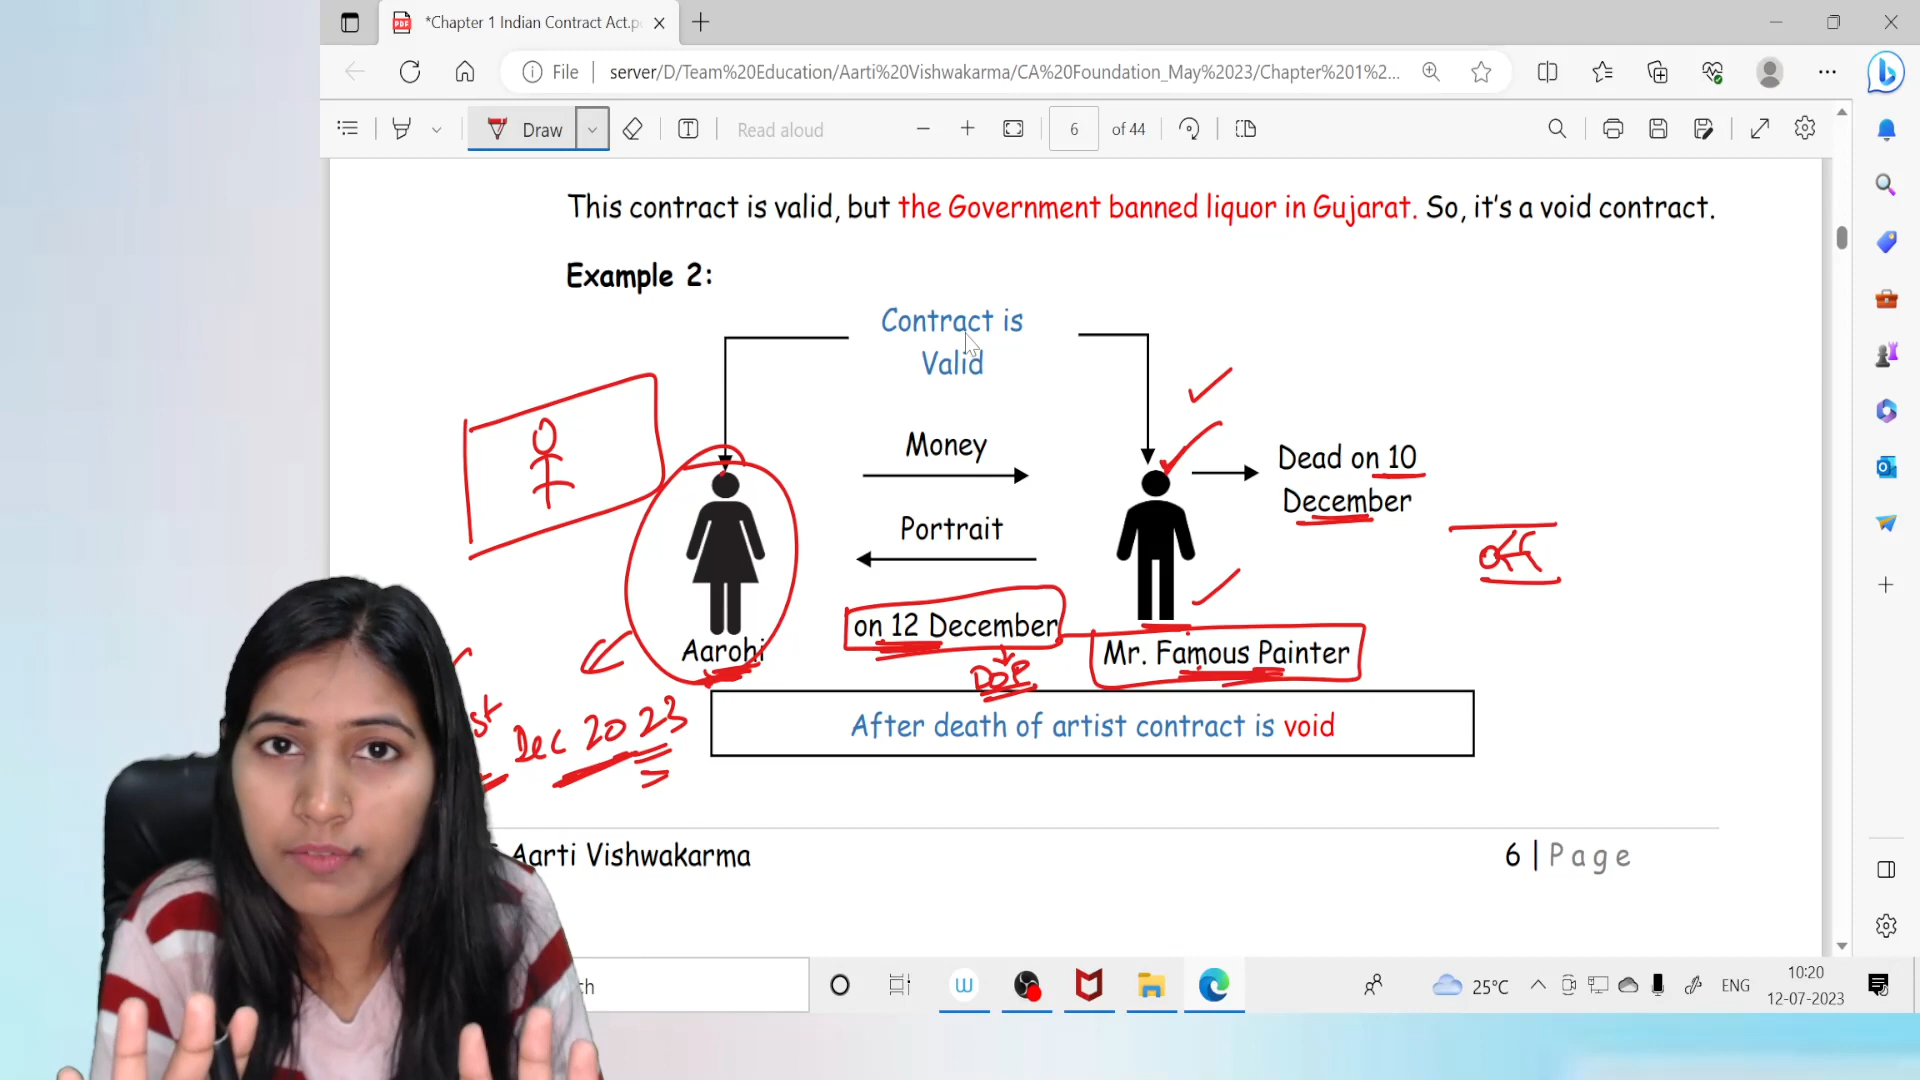 *Chapter 1 Indian Contract Act.p
File
server/D/Team%20Education/Aarti%20Vishwakarma/CA%20Foundation_May%2023/Chapter%201%2...
Draw
Read aloud
6
of 44
This contract is valid, but the Government banned liquor in Gujarat. So, it's a void contract.
Example 2:
Contract is
Valid
Money
Dead on 10
December
Portrait
off
on 12 December
Aarohi
Mr. Famous Painter
DOP
st
Dec 2023
After death of artist contract is void
Aarti Vishwakarma
6 | Page
ch
25°C
ENG
10:20
12-07-2023